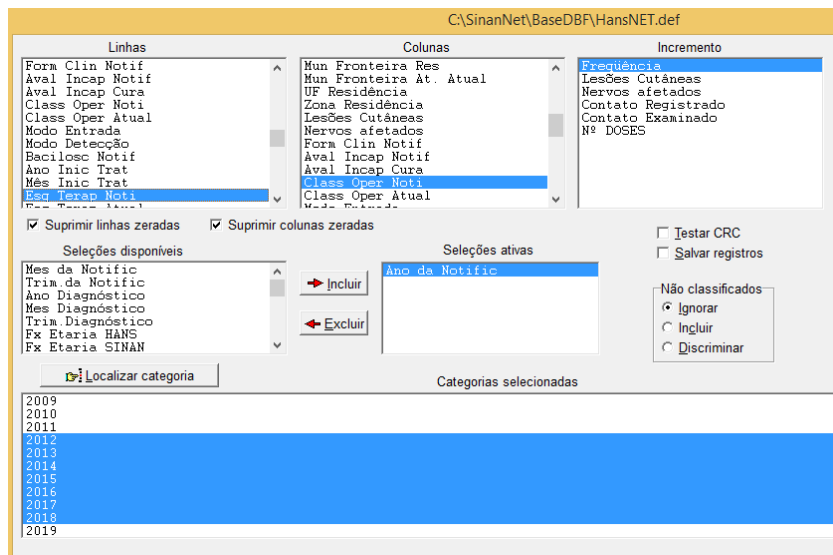 C:\SinanNet\BaseDBF\HansNET.def
Linhas
Form Clin Notif
Aval Incap Notif
Aval Incap Cura
Class Oper Noti
Class Oper Atual
Modo Entrada
Modo Detecção
Bacilosc Notif
Ano Inic Trat
Mês Inic Trat
Esq Terap Noti
Esq Terap Atual
Colunas
Mun Fronteira Res
Mun Fronteira At. Atual
UF Residência
Zona Residência
Lesões Cutâneas
Nervos afetados
Form Clin Notif
Aval Incap Notif
Aval Incap Cura
Class Oper Noti
Class Oper Atual
Modo Entrada
Incremento
Freqüência
Lesões Cutâneas
Nervos afetados
Contato Registrado
Contato Examinado
Nº DOSES
Suprimir linhas zeradas
Suprimir colunas zeradas
Testar CRC
Salvar registros
Seleções disponíveis
Mes da Notific
Trim.da Notific
Ano Diagnóstico
Mes Diagnóstico
Trim.Diagnóstico
Fx Etaria HANS
Fx Etaria SINAN
Incluir
Excluir
Seleções ativas
Ano da Notific
Não classificados
Ignorar
Incluir
Discriminar
Localizar categoria
Categorias selecionadas
2009
2010
2011
2012
2013
2014
2015
2016
2017
2018
2019